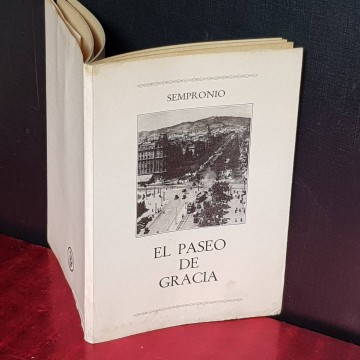 SEMPRONIO
EL PASEO
DE
GRACIA